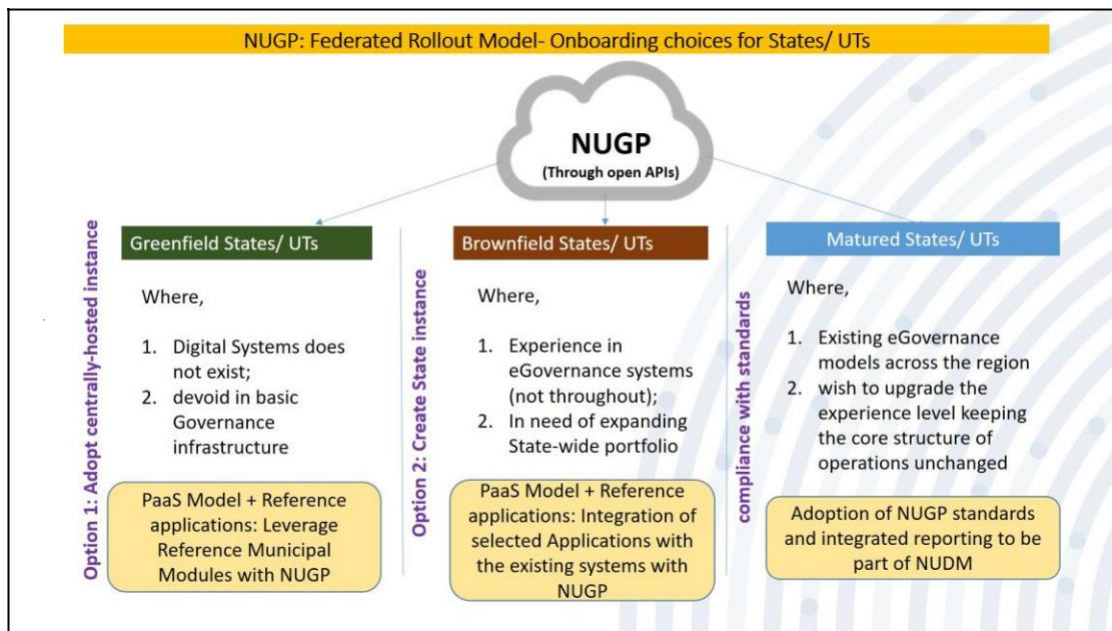 NUGP: Federated Rollout Model- Onboarding choices for States/ UTs
NUGP
(Through open APIs)
Option 1: Adopt centrally-hosted instance
Greenfield States/ UTs
Where,
1. Digital Systems does
not exist;
2. devoid in basic
Governance
infrastructure
PaaS Model + Reference
applications: Leverage
Reference Municipal
Modules with NUGP
Option 2: Create State instance
Brownfield States/ UTs
Where,
1. Experience in
eGovernance systems
(not throughout);
2. In need of expanding
State-wide portfolio
PaaS Model + Reference
applications: Integration of
selected Applications with
the existing systems with
NUGP
compliance with standards
Matured States/ UTs
Where,
1. Existing eGovernance
models across the region
2. wish to upgrade the
experience level keeping
the core structure of
operations unchanged
Adoption of NUGP standards
and integrated reporting to be
part of NUDM